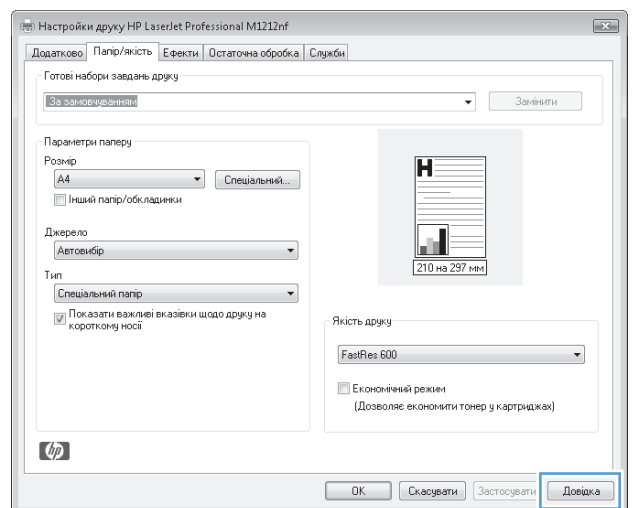 Настройки друку HP LaserJet Professional M1212nf
Додатково Папір/якість Ефекти Остаточна обробка Служби
Готові набори завдань друку
За замовчуванням
Замінити
Параметри паперу
Розмір
A4
Спеціальний...
Інший папір/обкладинки
Джерело
Автовибір
Тип
Спеціальний папір
Показати важливі вказівки щодо друку на
короткому носії
H
210 на 297 мм
Якість друку
FastRes 600
Економічний режим
(Дозволяє економити тонер у картриджах)
hp
OK Скасувати Застосувати Довідка